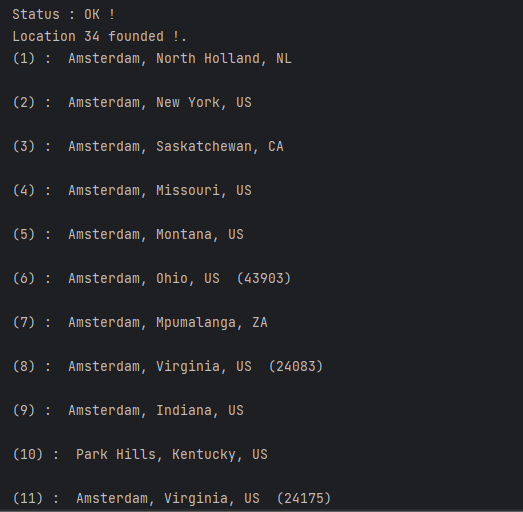 Status : OK !
Location 34 founded !.
(1) :  Amsterdam, North Holland, NL
(2) :  Amsterdam, New York, US
(3) :  Amsterdam, Saskatchewan, CA
(4) :  Amsterdam, Missouri, US
(5) :  Amsterdam, Montana, US
(6) :  Amsterdam, Ohio, US  (43903)
(7) :  Amsterdam, Mpumalanga, ZA
(8) :  Amsterdam, Virginia, US  (24083)
(9) :  Amsterdam, Indiana, US
(10) :  Park Hills, Kentucky, US
(11) :  Amsterdam, Virginia, US  (24175)